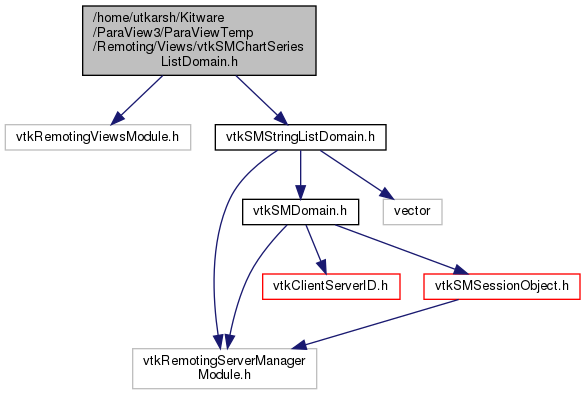 /home/utkarsh/Kitware
/ParaView3/ParaViewTemp
/Remoting/Views/vtkSMChartSeries
ListDomain.h
vtkRemotingViewsModule.h
vtkSMStringListDomain.h
vtkSMDomain.h
vector
vtkClientServerID.h
vtkSMSessionObject.h
vtkRemotingServerManager
Module.h